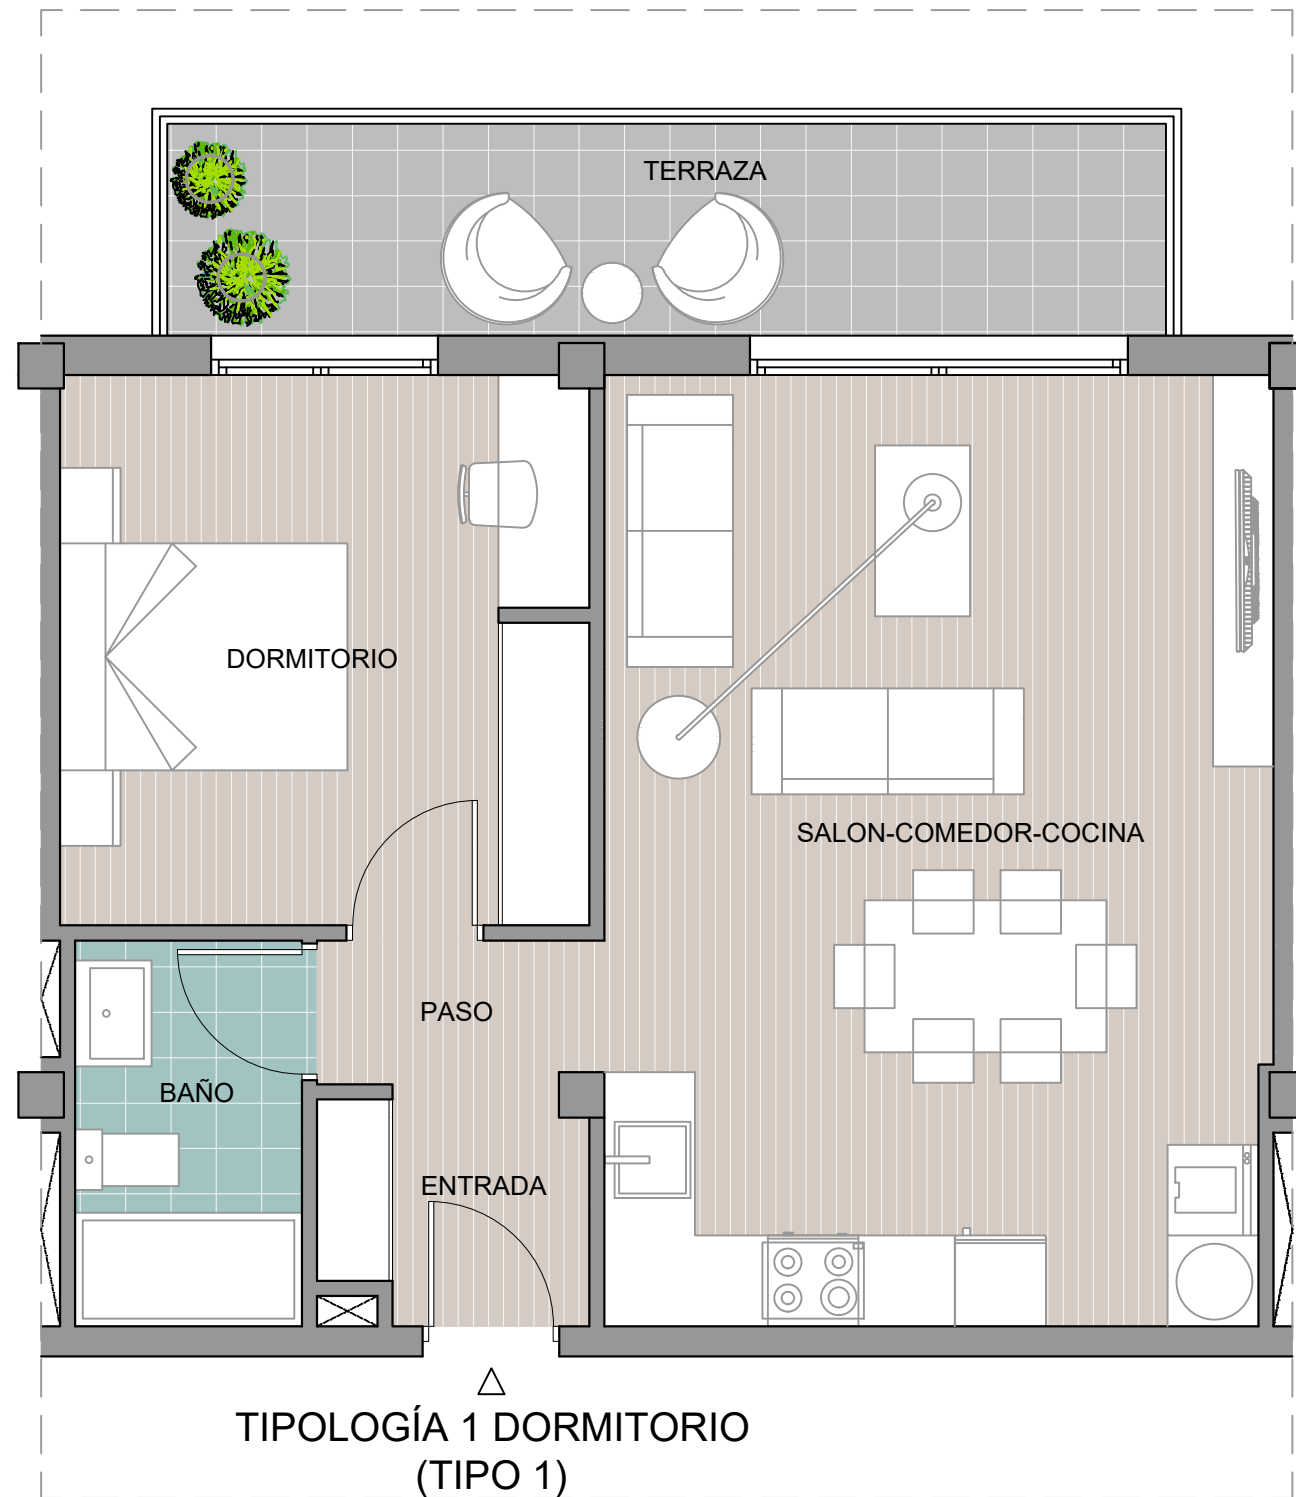 TERRAZA
DORMITORIO
SALON-COMEDOR-COCINA
PASO
BAÑO
ENTRADA
TIPOLOGÍA 1 DORMITORIO
(TIPO 1)